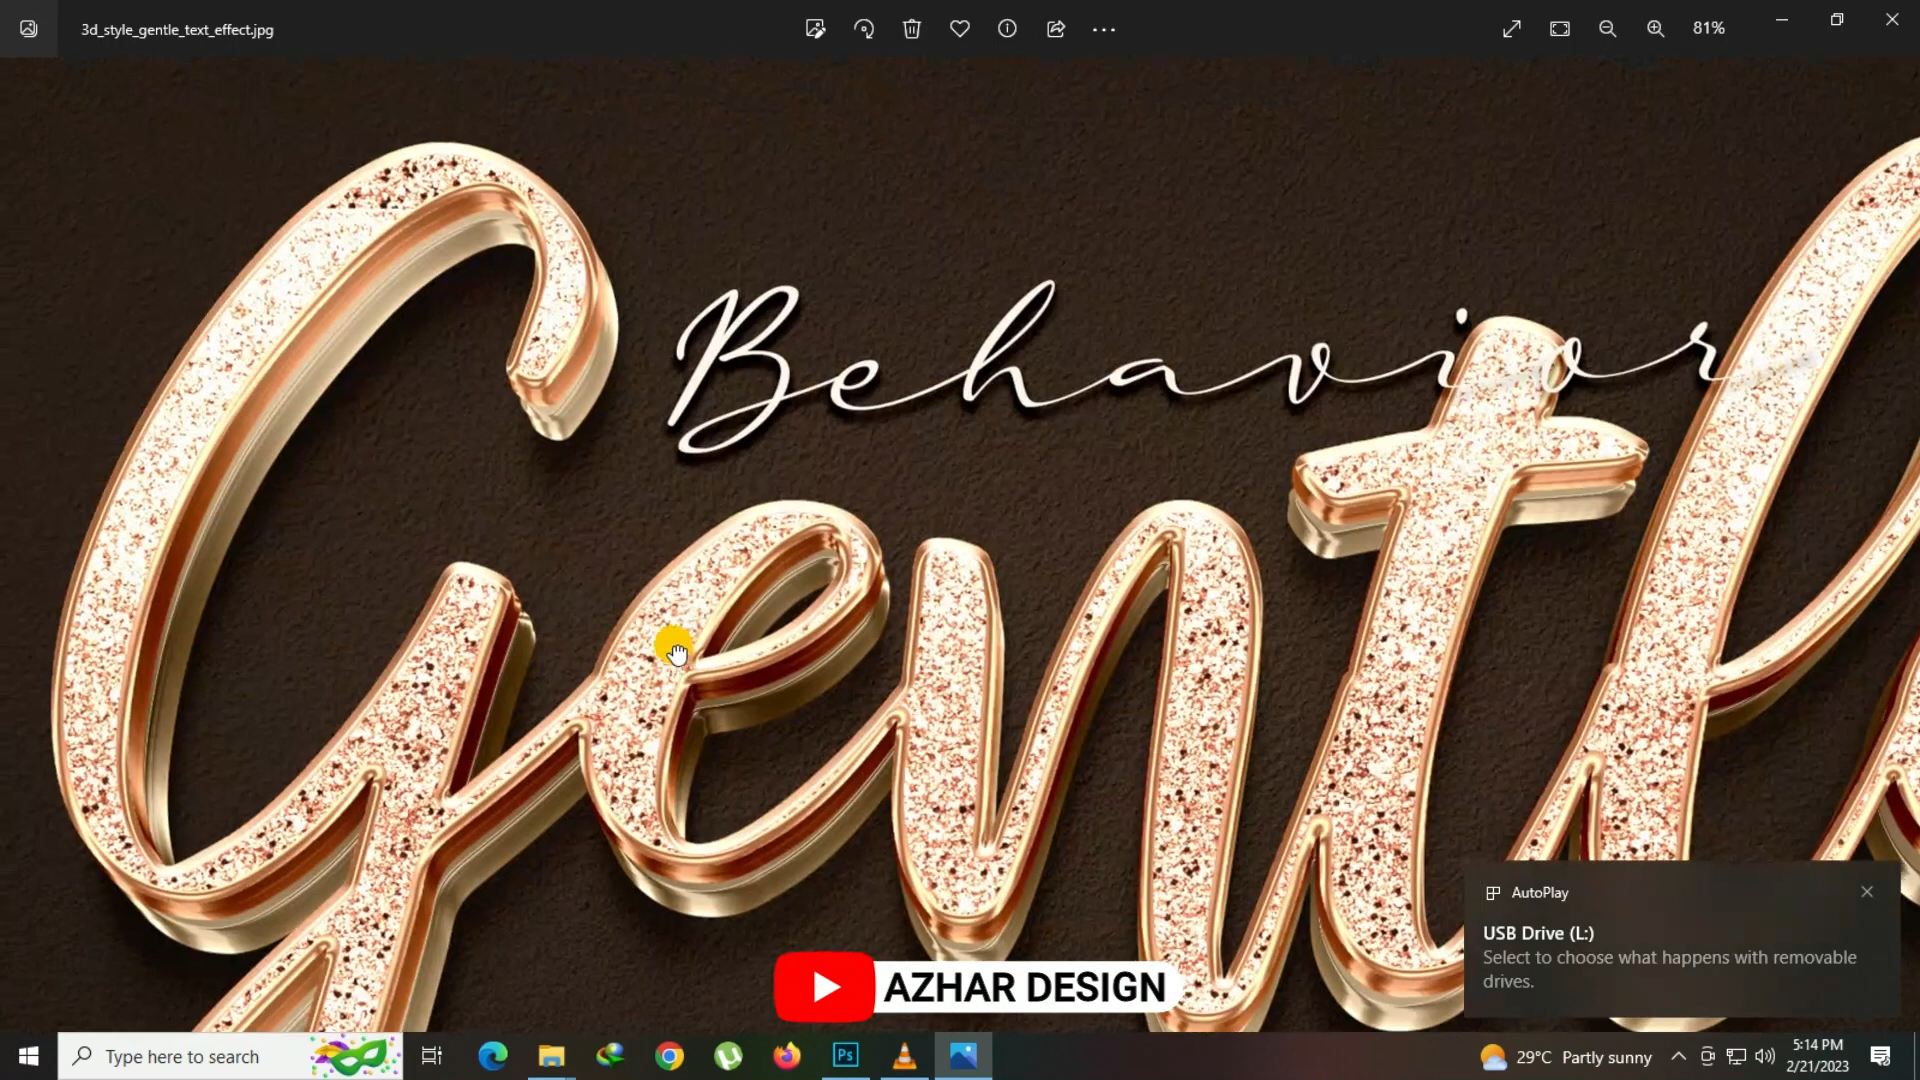 3d_style_gentle_text_effect.jpg
81%
Behavior
AutoPlay
USB Drive (L:)
Select to choose what happens with removable
drives.
AZHAR DESIGN
Type here to search
Ps
29°C Partly sunny
5:14 PM
2/21/2023